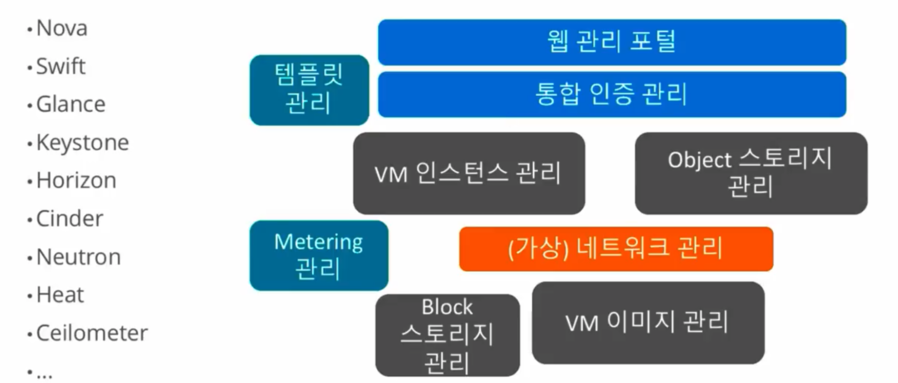 • Nova
• Swift
• Glance
• Keystone
• Horizon
• Cinder
• Neutron
• Heat
• Ceilometer
• ...
웹 관리 포털
템플릿
관리
통합 인증 관리
VM 인스턴스 관리
Object 스토리지
관리
Metering
관리
(가상) 네트워크 관리
Block
스토리지
관리
VM 이미지 관리